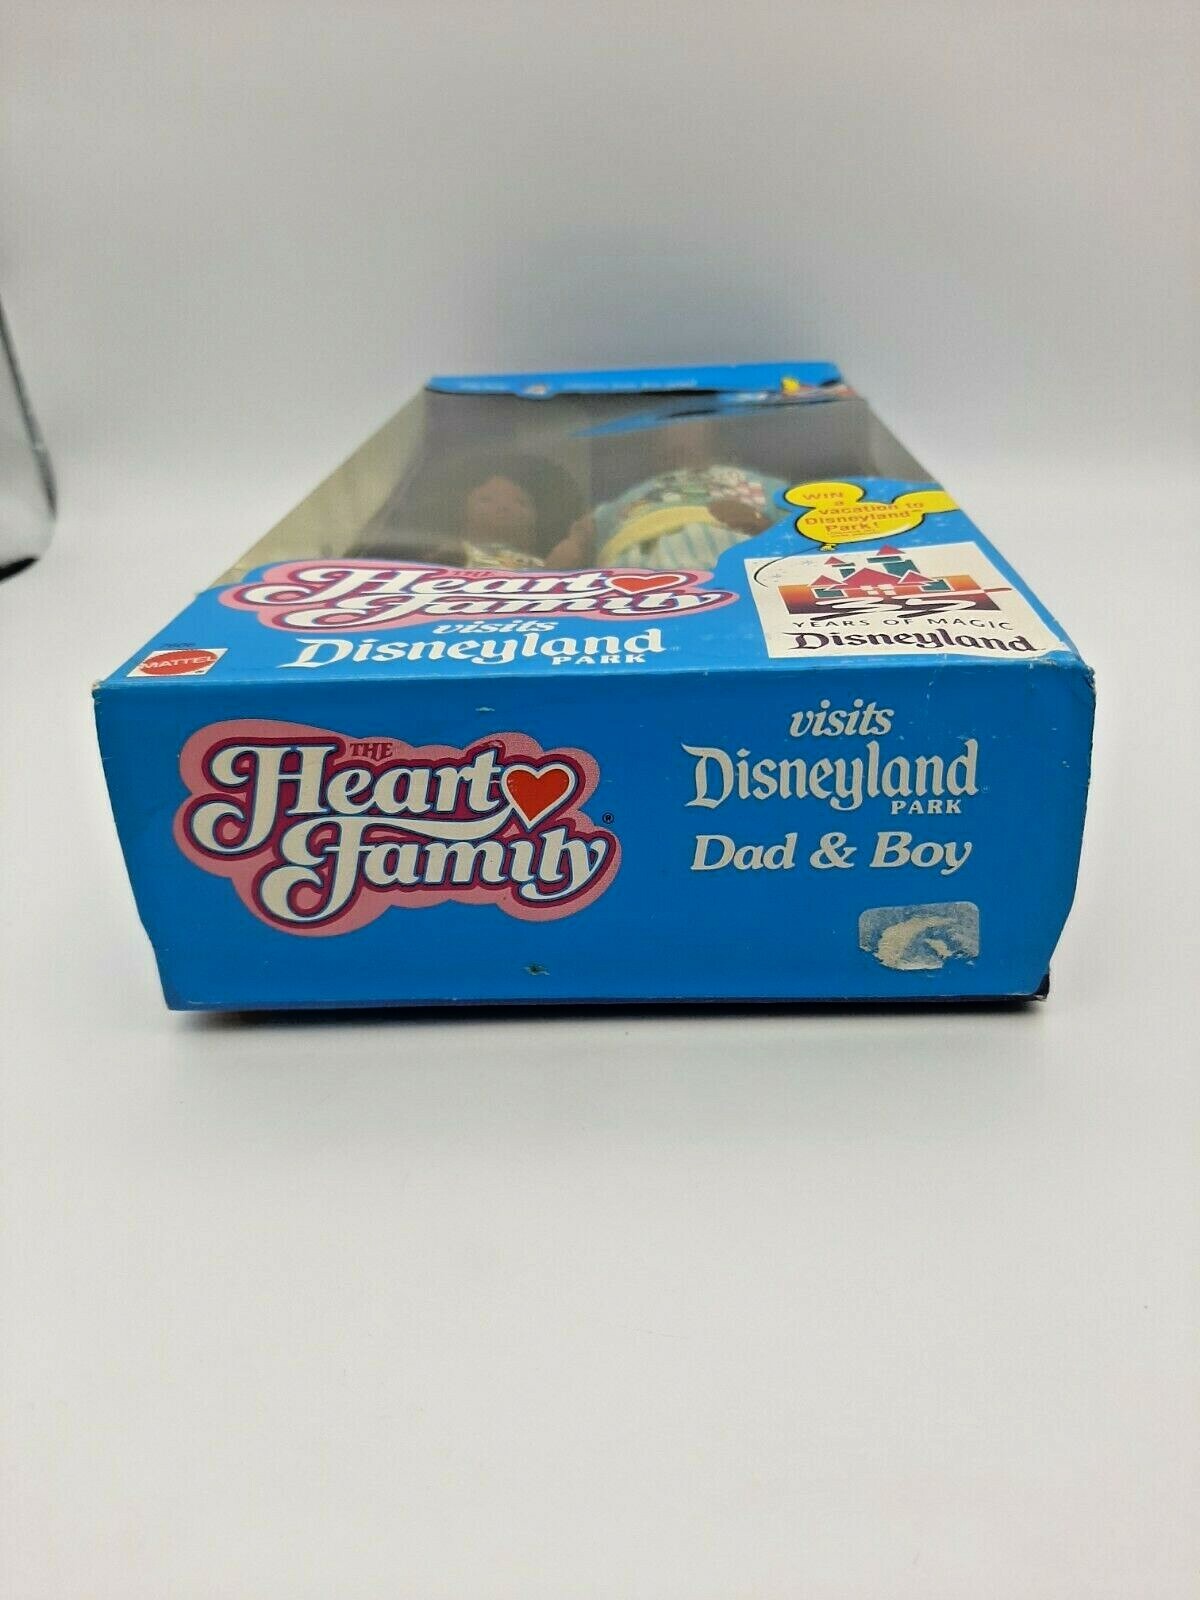 WIN
a
vacation to
Disneyland
Park!
THE
Heart
Family
visits
Disneyland
PARK
MATTEL
YEARS OF MAGIC
Disneyland
THE
Heart
Family®
visits
Disneyland
PARK
Dad & Boy